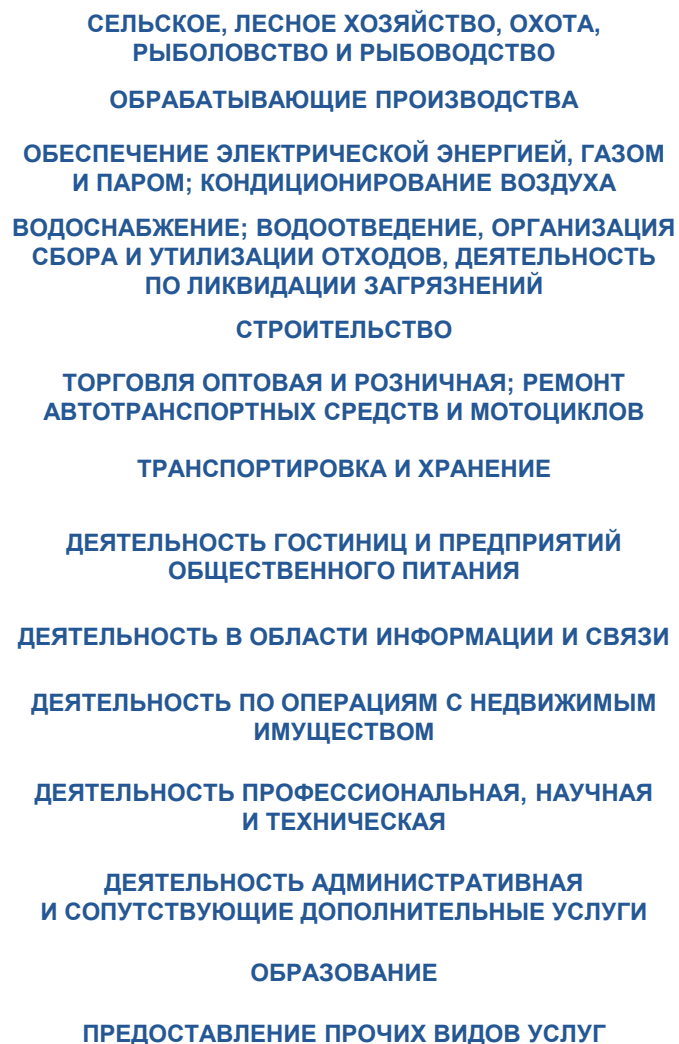 СЕЛЬСКОЕ, ЛЕСНОЕ ХОЗЯЙСТВО, ОХОТА,
РЫБОЛОВСТВО И РЫБОВОДСТВО
ОБРАБАТЫВАЮЩИЕ ПРОИЗВОДСТВА
ОБЕСПЕЧЕНИЕ ЭЛЕКТРИЧЕСКОЙ ЭНЕРГИЕЙ, ГАЗОМ
И ПАРОМ; КОНДИЦИОНИРОВАНИЕ ВОЗДУХА
ВОДОСНАБЖЕНИЕ; ВОДООТВЕДЕНИЕ, ОРГАНИЗАЦИЯ
СБОРА И УТИЛИЗАЦИИ ОТХОДОВ, ДЕЯТЕЛЬНОСТЬ
ПО ЛИКВИДАЦИИ ЗАГРЯЗНЕНИЙ
СТРОИТЕЛЬСТВО
ТОРГОВЛЯ ОПТОВАЯ И РОЗНИЧНАЯ; РЕМОНТ
АВТОТРАНСПОРТНЫХ СРЕДСТВ И МОТОЦИКЛОВ
ТРАНСПОРТИРОВКА И ХРАНЕНИЕ
ДЕЯТЕЛЬНОСТЬ ГОСТИНИЦ И ПРЕДПРИЯТИЙ
ОБЩЕСТВЕННОГО ПИТАНИЯ
ДЕЯТЕЛЬНОСТЬ В ОБЛАСТИ ИНФОРМАЦИИ И СВЯЗИ
ДЕЯТЕЛЬНОСТЬ ПО ОПЕРАЦИЯМ С НЕДВИЖИМЫМ
ИМУЩЕСТВОМ
ДЕЯТЕЛЬНОСТЬ ПРОФЕССИОНАЛЬНАЯ, НАУЧНАЯ
И ТЕХНИЧЕСКАЯ
ДЕЯТЕЛЬНОСТЬ АДМИНИСТРАТИВНАЯ
И СОПУТСТВУЮЩИЕ ДОПОЛНИТЕЛЬНЫЕ УСЛУГИ
ОБРАЗОВАНИЕ
ПРЕДОСТАВЛЕНИЕ ПРОЧИХ ВИДОВ УСЛУГ